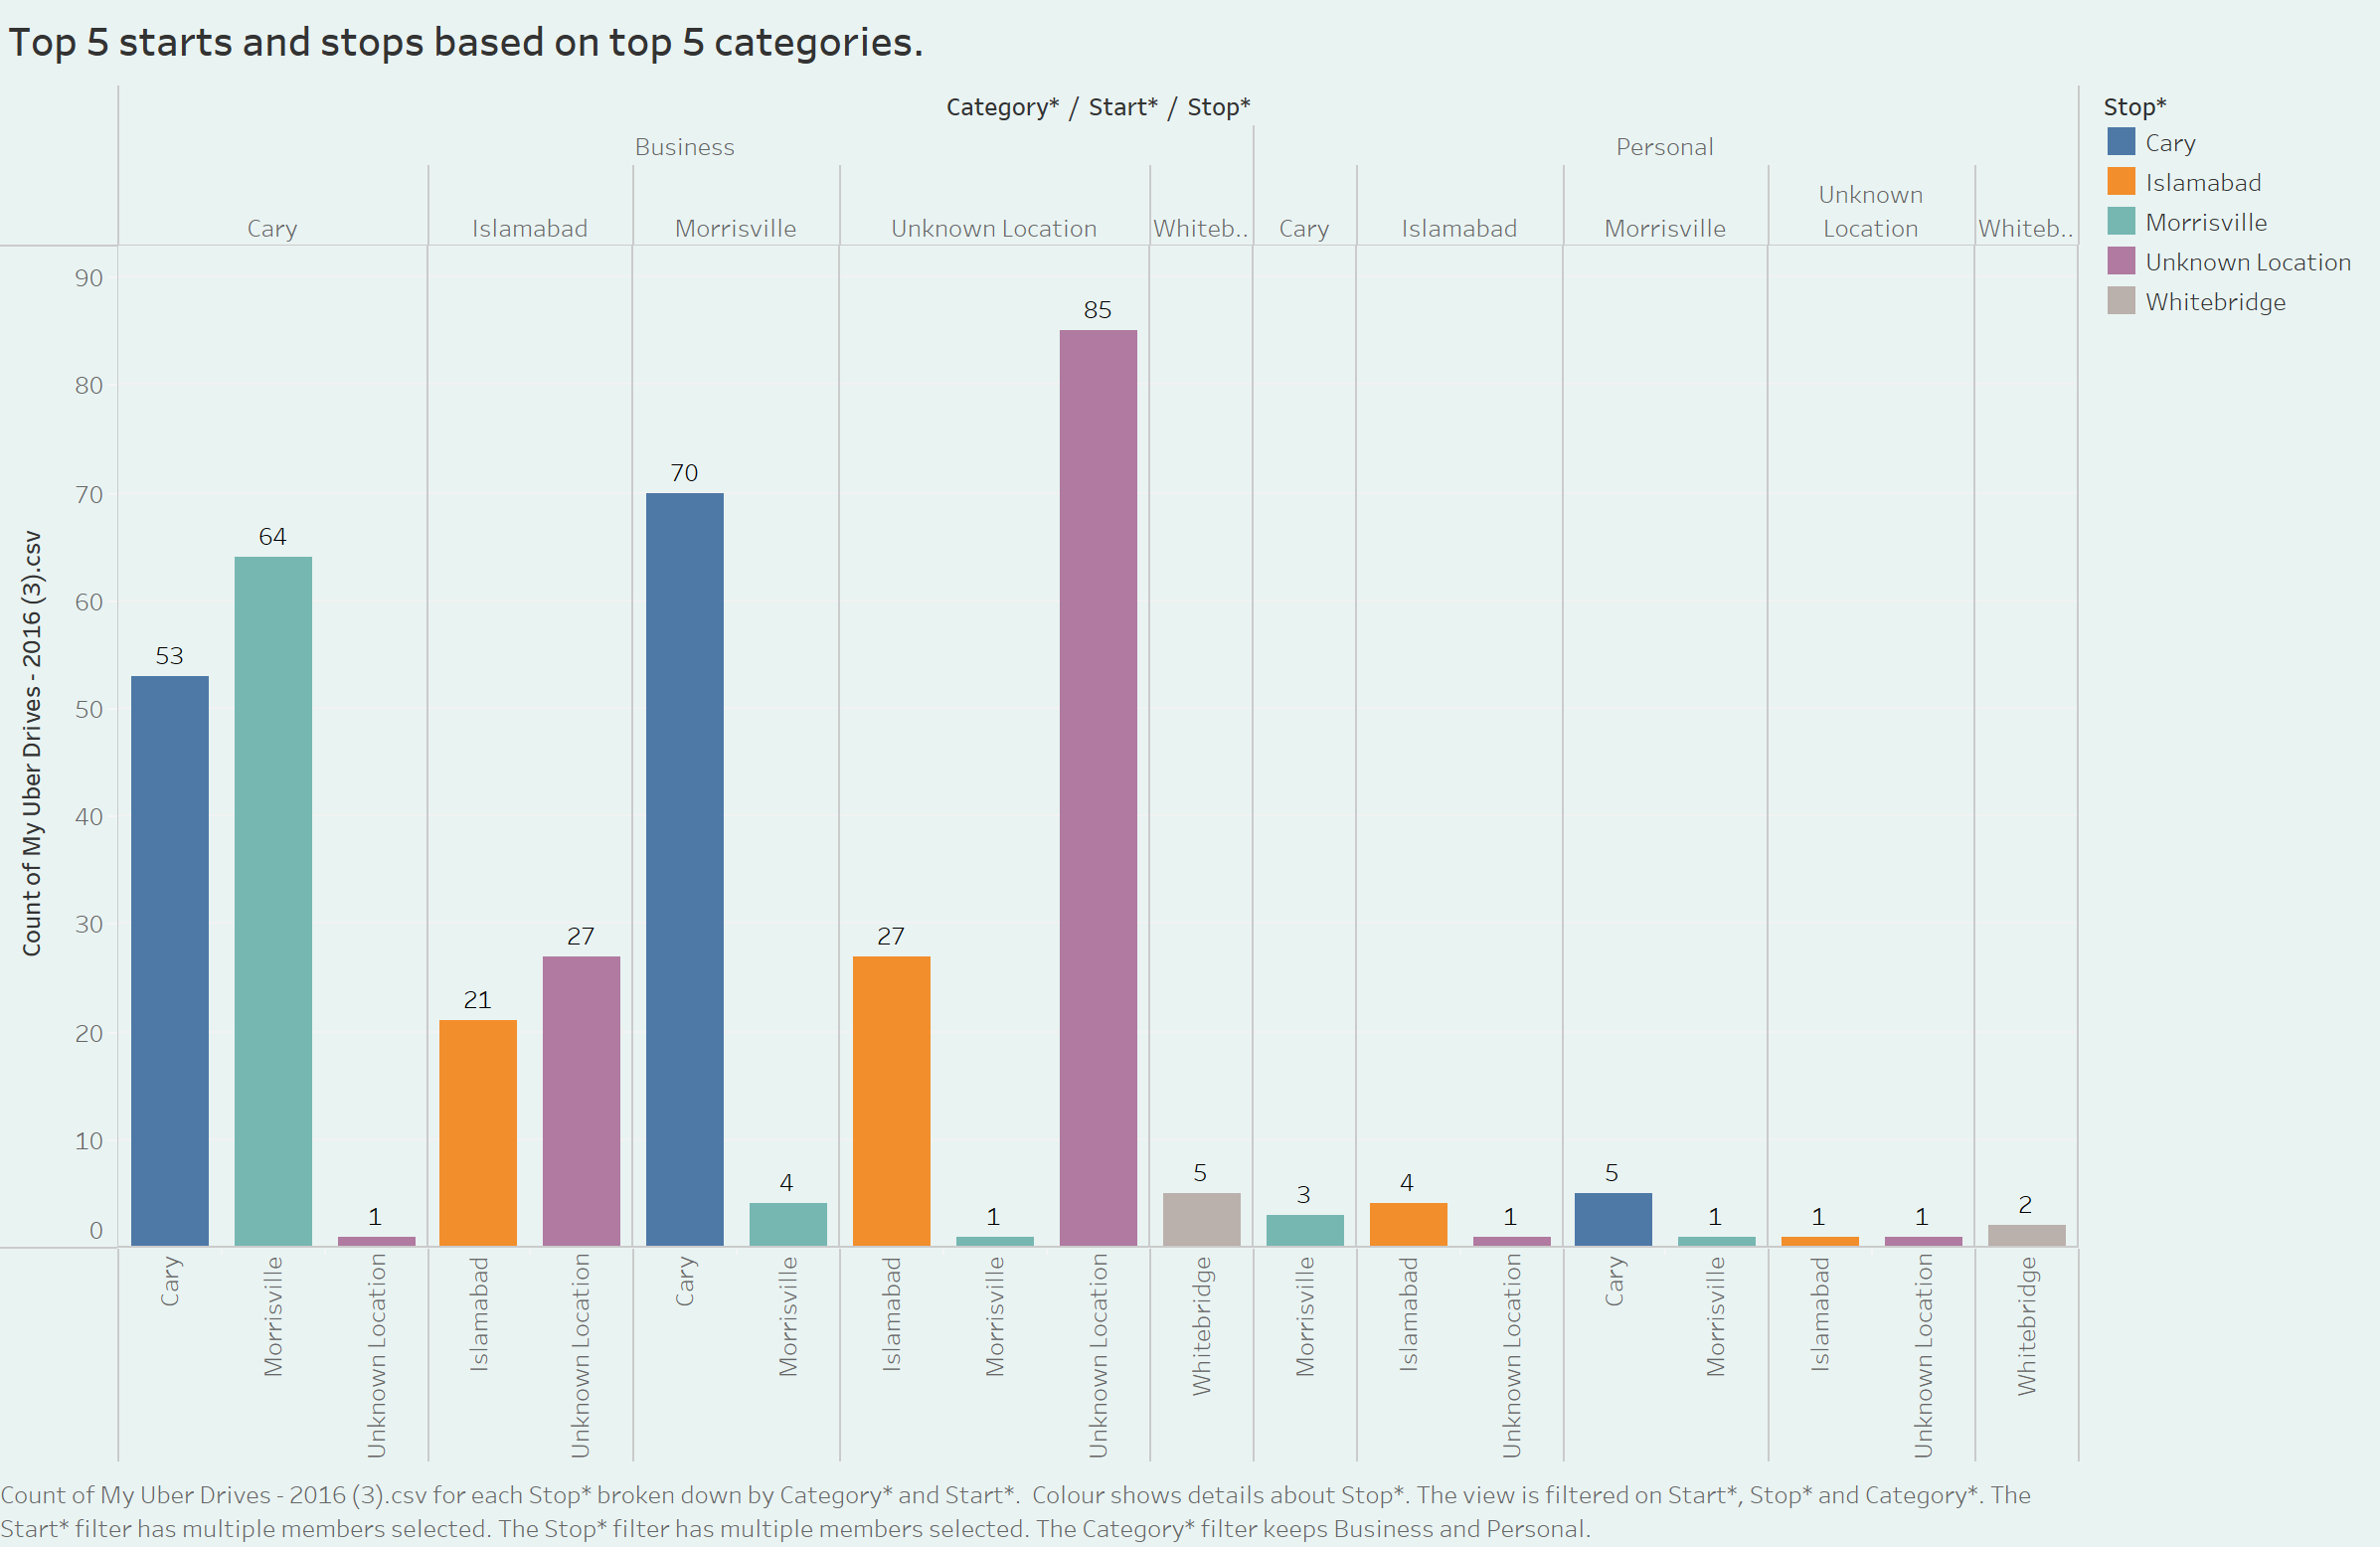 Top 5 starts and stops based on top 5 categories.
Category* / Start* / Stop*
Business
Personal
Cary
Islamabad
Morrisville
Unknown Location
Whiteb..
Cary
Islamabad
Morrisville
Unknown
Location
Whiteb..
Stop*
Cary
Islamabad
Morrisville
Unknown Location
Whitebridge
Count of My Uber Drives - 2016 (3).csv
90
80
70
60
50
40
30
20
10
0
53
64
1
21
27
70
4
27
1
85
5
3
4
1
5
1
1
1
2
Cary
Morrisville
Unknown Location
Islamabad
Unknown Location
Cary
Morrisville
Islamabad
Morrisville
Unknown Location
Whitebridge
Morrisville
Islamabad
Unknown Location
Cary
Morrisville
Islamabad
Unknown Location
Whitebridge
Count of My Uber Drives - 2016 (3).csv for each Stop* broken down by Category* and Start*.  Colour shows details about Stop*. The view is filtered on Start*, Stop* and Category*. The
Start* filter has multiple members selected. The Stop* filter has multiple members selected. The Category* filter keeps Business and Personal.